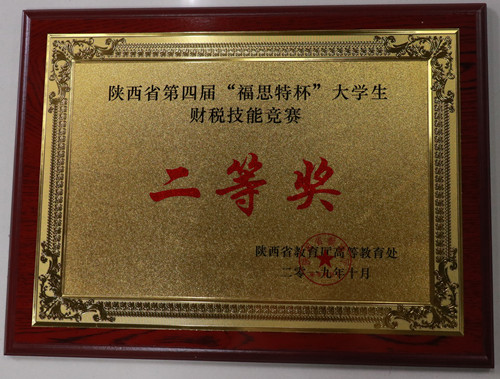 陕西省第四届“福思特杯”大学生
财税技能竞赛
二等奖
陕西省教育厅高等教育处
二零一九年十月